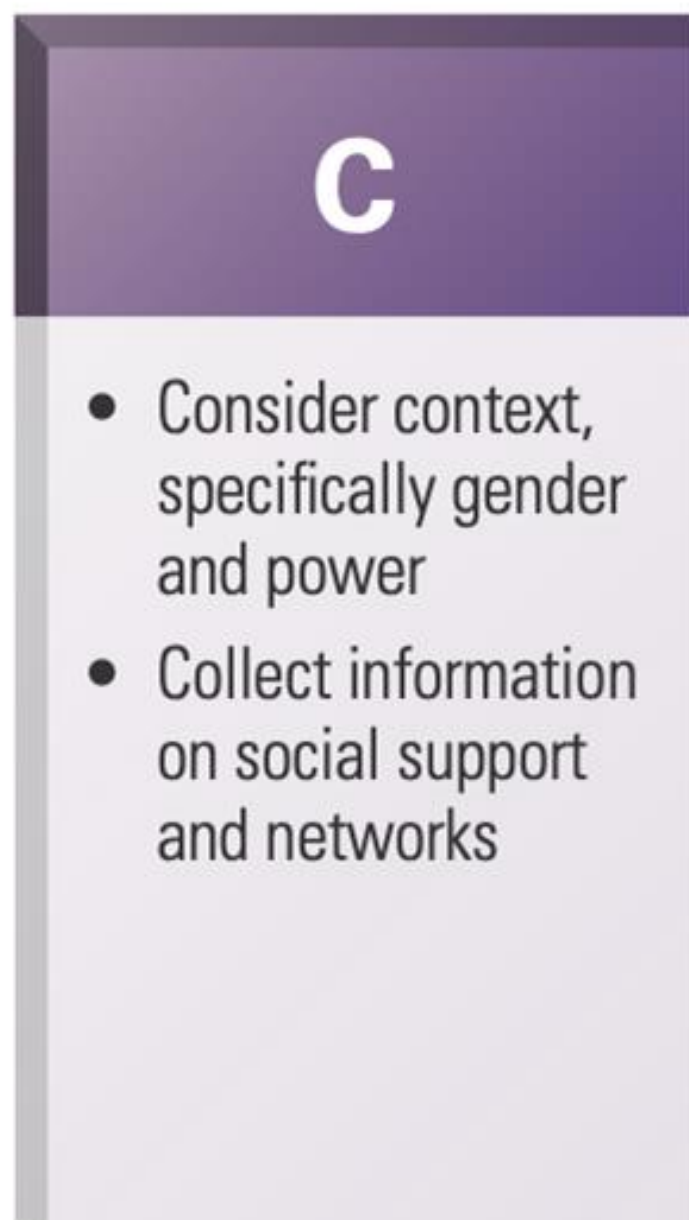 C
• Consider context,
specifically gender
and power
• Collect information
on social support
and networks